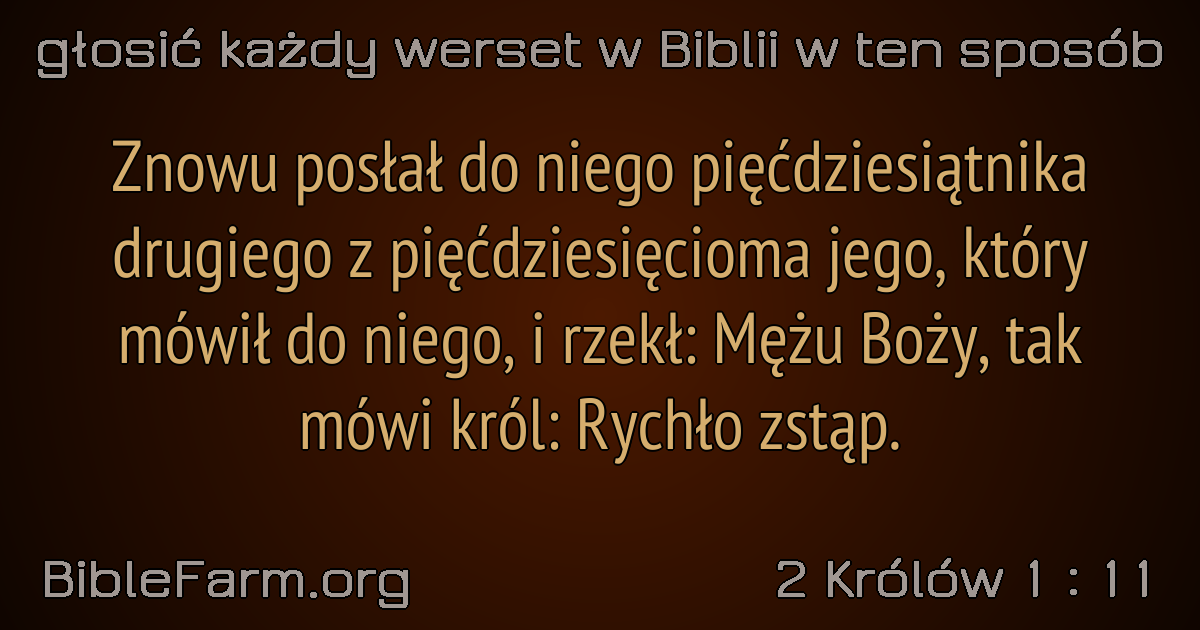 głosić każdy werset w Biblii w ten sposób
Znowu posłał do niego pięćdziesiątnika
drugiego z pięćdziesięcioma jego, który
mówił do niego, i rzekł: Mężu Boży, tak
mówi król: Rychło zstąp.
BibleFarm.org
2 Królów 1 : 11